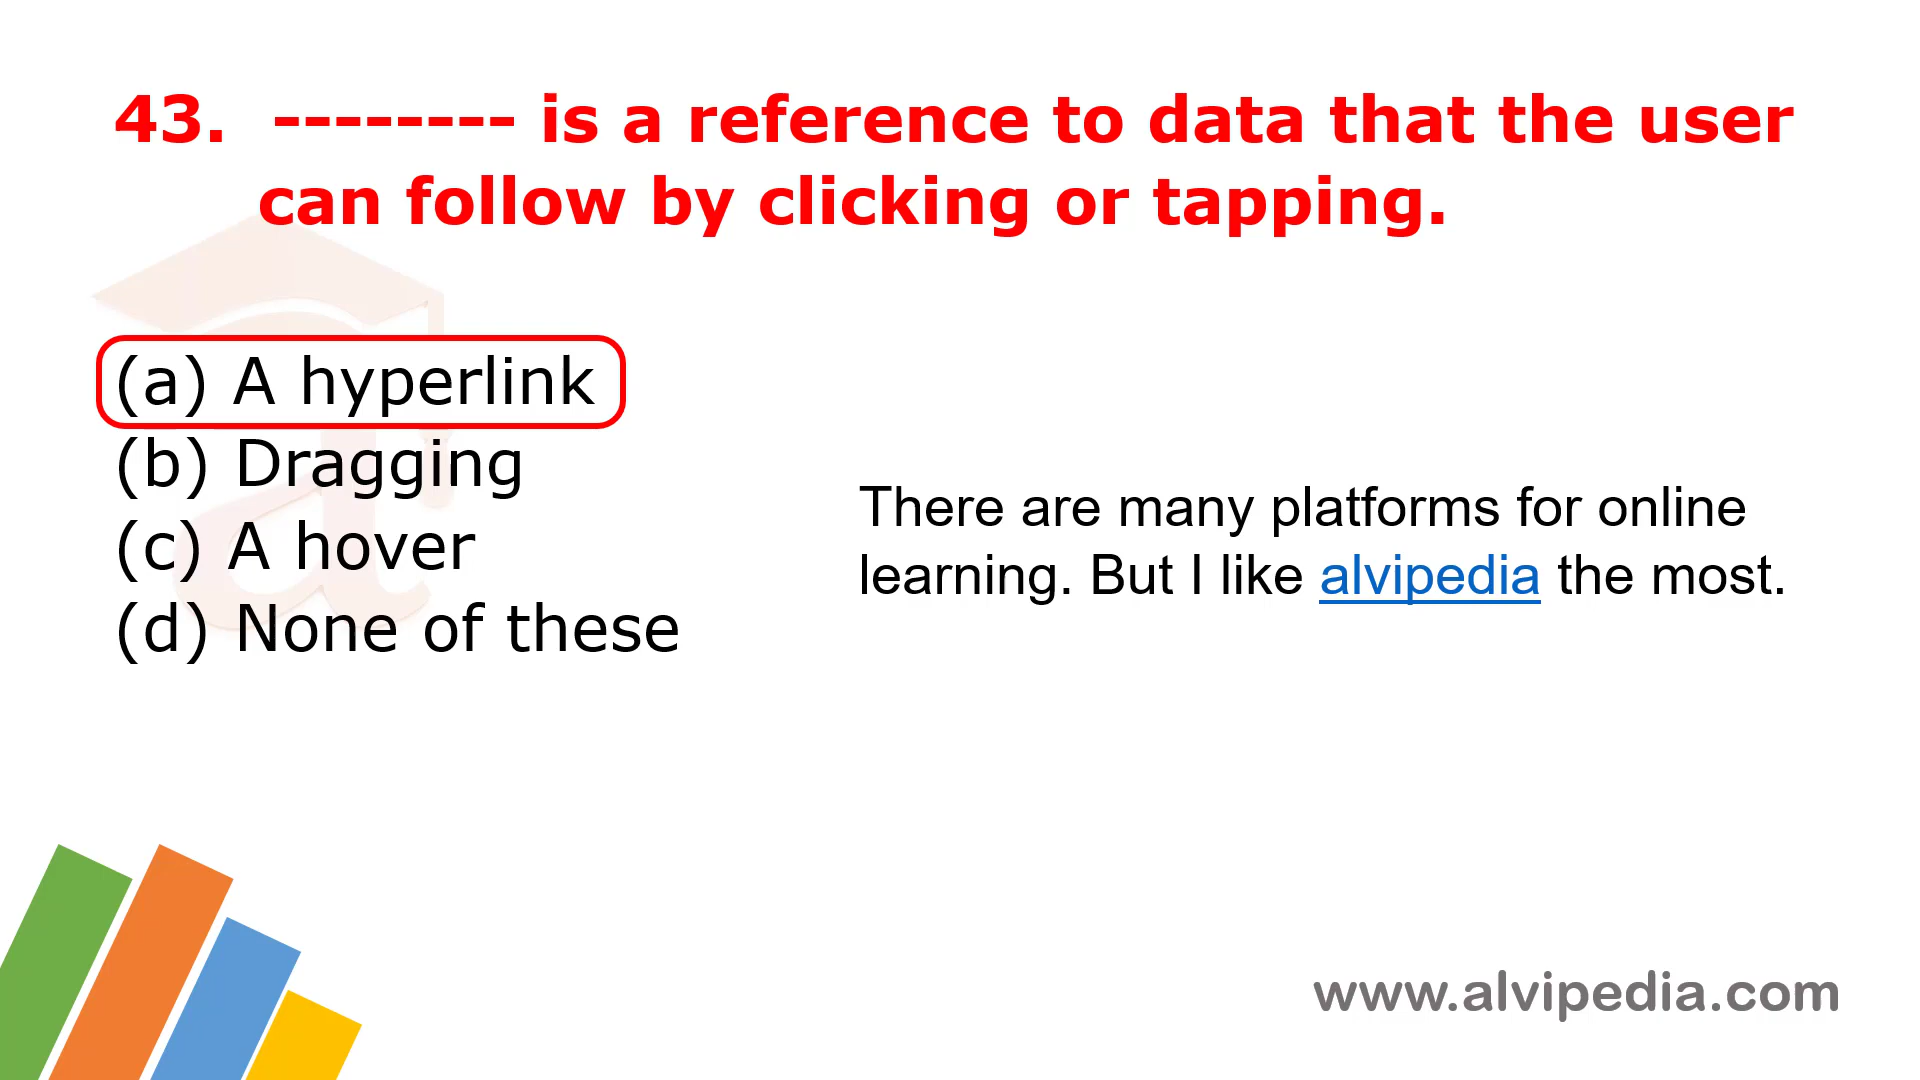 43. -------- is a reference to data that the user
can follow by clicking or tapping.
(a) A hyperlink
(b) Dragging
(c) A hover
(d) None of these
There are many platforms for online
learning. But I like alvipedia the most.
www.alvipedia.com